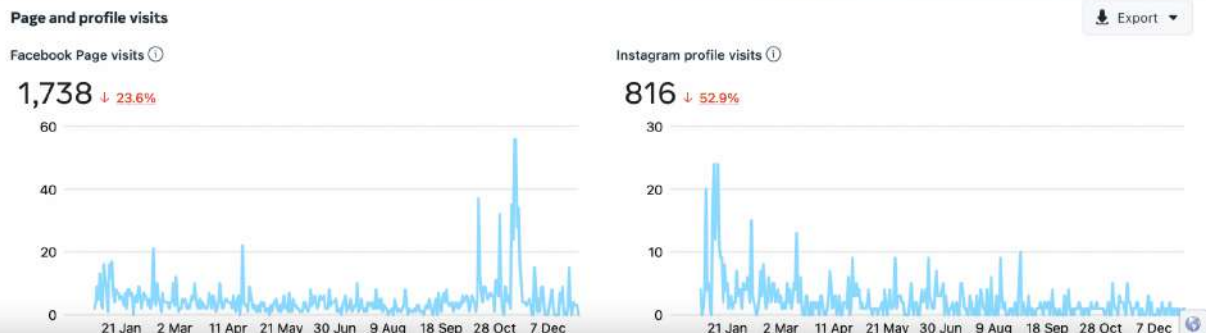 Page and profile visits
Export
Facebook Page visits
Instagram profile visits
1,738 ↓ 23.6%
816 ↓ 52.9%
60
40
20
0
21 Jan 2 Mar 11 Apr 21 May 30 Jun 9 Aug 18 Sep 28 Oct 7 Dec
30
20
10
0
21 Jan 2 Mar 11 Apr 21 May 30 Jun 9 Aug 18 Sep 28 Oct 7 Dec